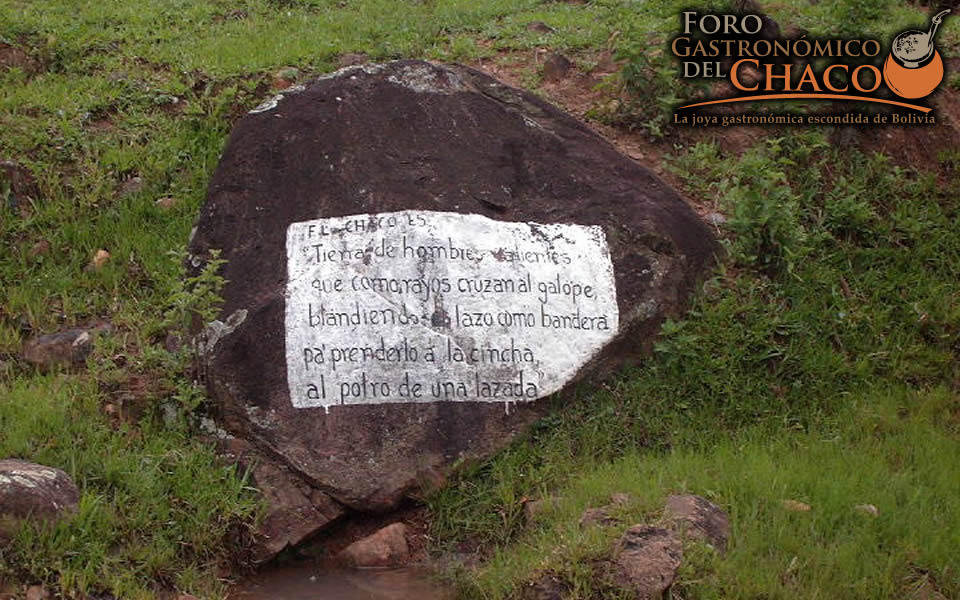 FORO
GASTRONÓMICO
DEL CHACO
La joya gastronómica escondida de Bolivia
EL CHACO ES
"Tierra de hombres valientes
que como rayos cruzan al galope,
blandiendo el lazo como bandera
pa' prenderlo á la cincha,
al potro de una lazada"